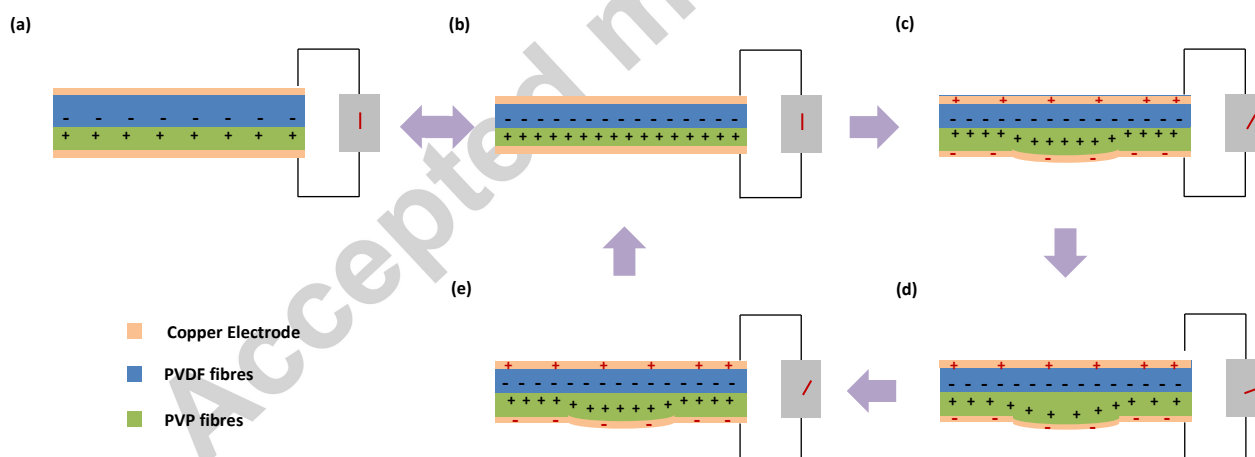 (a)
(b)
(c)
Accepted m
(e)
(d)
Copper Electrode
PVDF fibres
PVP fibres